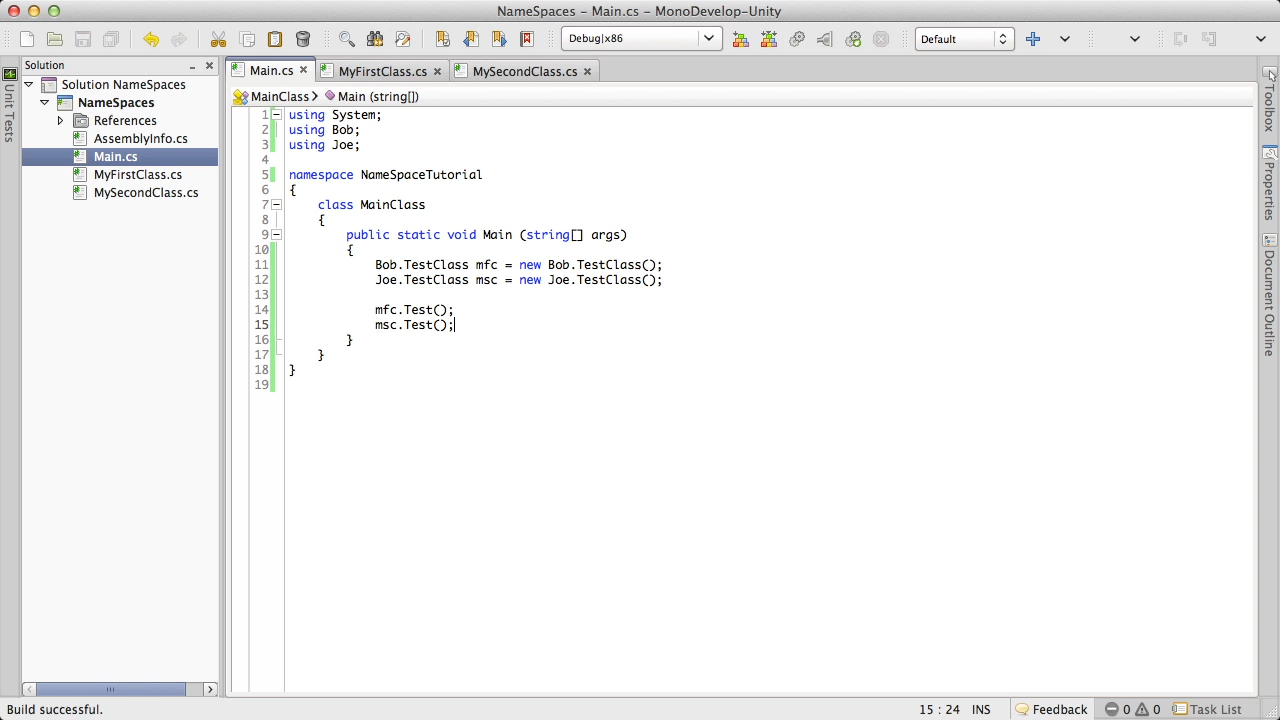 NameSpaces – Main.cs – MonoDevelop-Unity
Debug|x86
Default
Solution
Main.cs
MyFirstClass.cs
MySecondClass.cs
Unit Tests
Solution NameSpaces
NameSpaces
References
AssemblyInfo.cs
Main.cs
MyFirstClass.cs
MySecondClass.cs
MainClass
Main (string[])
1 using System;
2 using Bob;
3 using Joe;
4
5 namespace NameSpaceTutorial
6 {
7 class MainClass
8 {
9 public static void Main (string[] args)
10 {
11 Bob.TestClass mfc = new Bob.TestClass();
12 Joe.TestClass msc = new Joe.TestClass();
13
14 mfc.Test();
15 msc.Test();
16 }
17 }
18 }
19
Toolbox
Properties
Document Outline
Build successful.
15 : 24 INS
Feedback
0 0
Task List